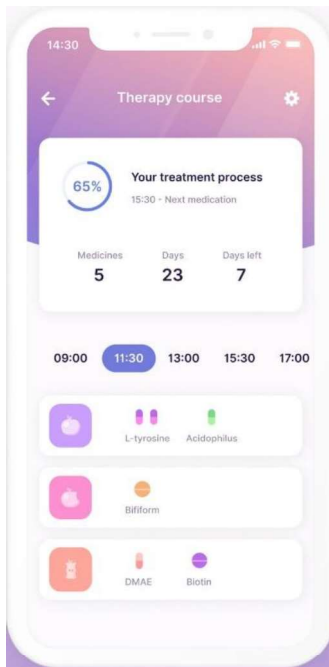 14:30
Therapy course
65%
Your treatment process
15:30 - Next medication
Medicines Days Days left
5 23 7
09:00 11:30 13:00 15:30 17:00
L-tyrosine Acidophilus
Bifiform
DMAE Biotin